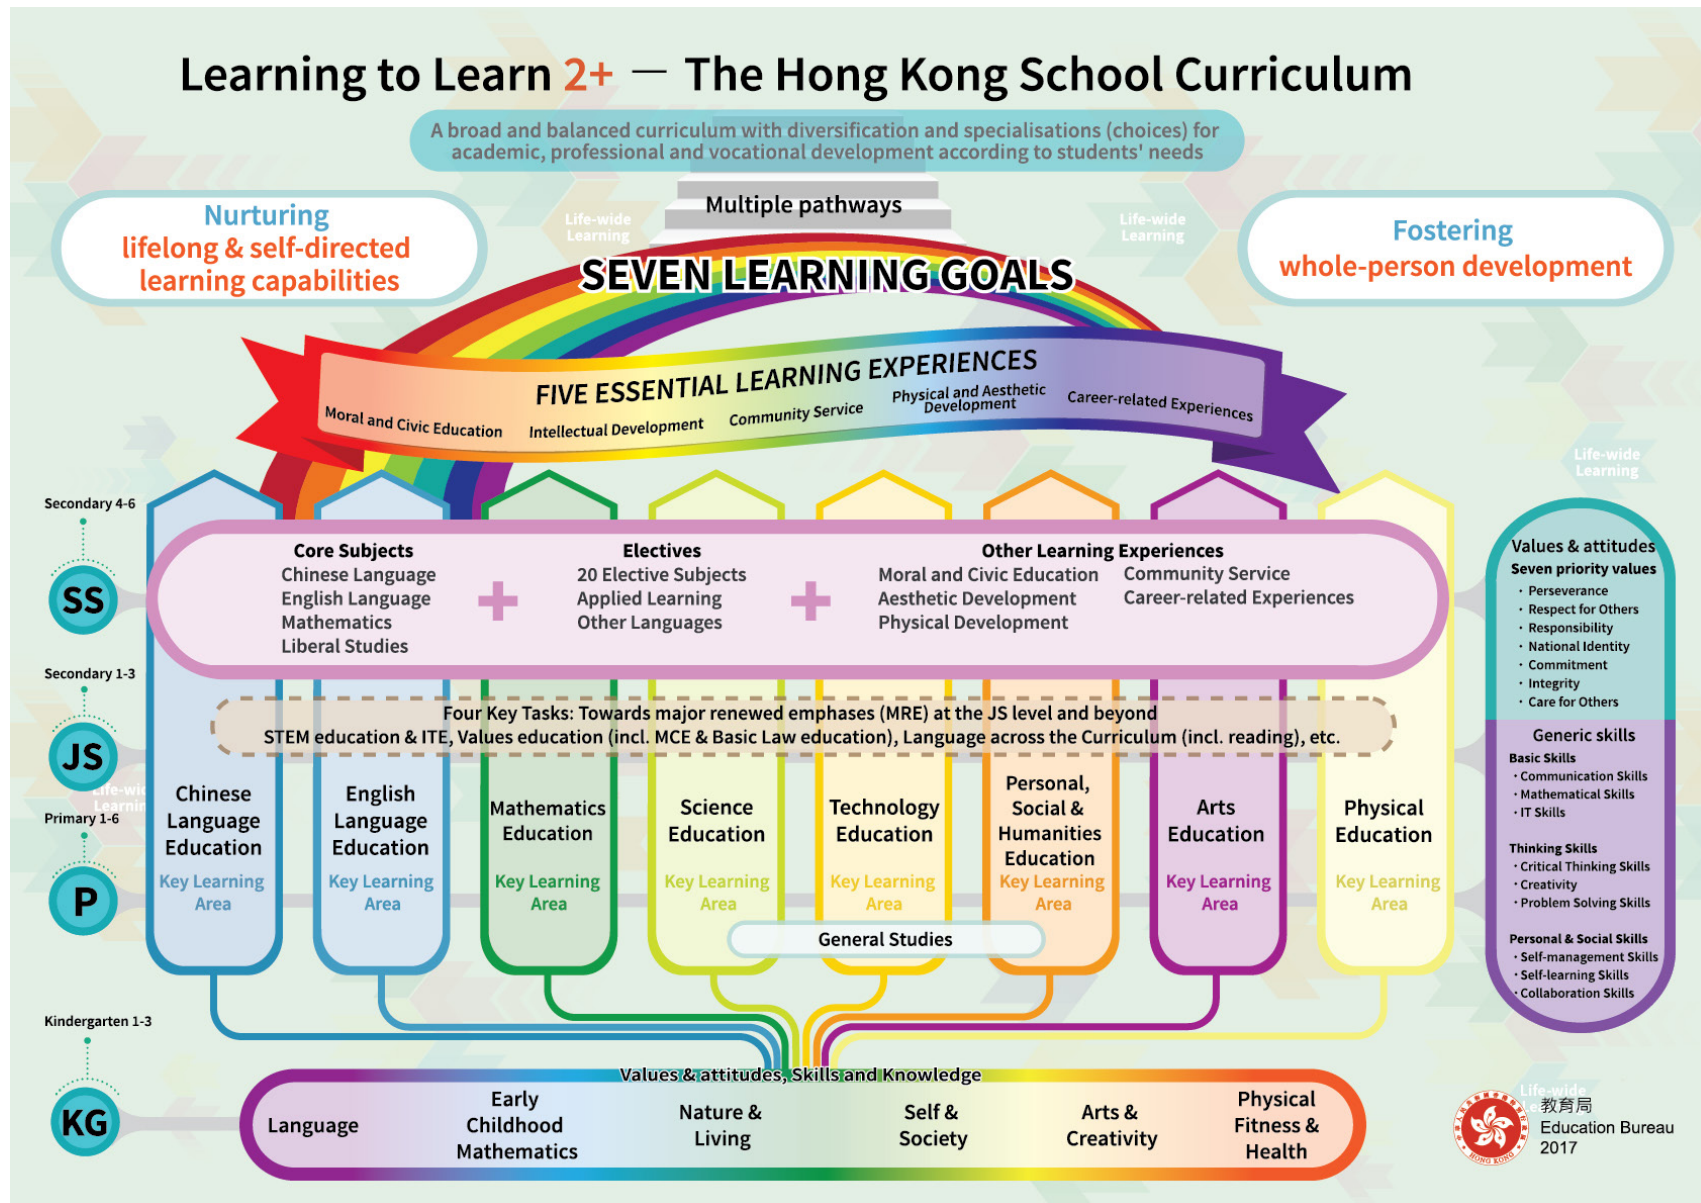 Learning to Learn 2+ — The Hong Kong School Curriculum
A broad and balanced curriculum with diversification and specialisations (choices) for
academic, professional and vocational development according to students' needs
Multiple pathways
Nurturing
lifelong & self-directed
learning capabilities
Life-wide
Learning
Life-wide
Learning
Fostering
whole-person development
SEVEN LEARNING GOALS
FIVE ESSENTIAL LEARNING EXPERIENCES
Moral and Civic Education
Intellectual Development
Community Service
Physical and Aesthetic
Development
Career-related Experiences
Life-wide
Learning
Secondary 4-6
SS
Core Subjects
Chinese Language
English Language
Mathematics
Liberal Studies
+
Electives
20 Elective Subjects
Applied Learning
Other Languages
+
Other Learning Experiences
Moral and Civic Education
Aesthetic Development
Physical Development
Community Service
Career-related Experiences
Secondary 1-3
JS
Four Key Tasks: Towards major renewed emphases (MRE) at the JS level and beyond
STEM education & ITE, Values education (incl. MCE & Basic Law education), Language across the Curriculum (incl. reading), etc.
Primary 1-6
P
Chinese
Language
Education
Key Learning
Area
English
Language
Education
Key Learning
Area
Mathematics
Education
Key Learning
Area
Science
Education
Key Learning
Area
Technology
Education
Key Learning
Area
Personal,
Social &
Humanities
Education
Key Learning
Area
Arts
Education
Key Learning
Area
Physical
Education
Key Learning
Area
General Studies
Values & attitudes
Seven priority values
· Perseverance
· Respect for Others
· Responsibility
· National Identity
· Commitment
· Integrity
· Care for Others
Generic skills
Basic Skills
· Communication Skills
· Mathematical Skills
· IT Skills
Thinking Skills
· Critical Thinking Skills
· Creativity
· Problem Solving Skills
Personal & Social Skills
· Self-management Skills
· Self-learning Skills
· Collaboration Skills
Kindergarten 1-3
KG
Values & attitudes, Skills and Knowledge
Language
Early
Childhood
Mathematics
Nature &
Living
Self &
Society
Arts &
Creativity
Physical
Fitness &
Health
Life-wide
HONG KONG
教育局
Education Bureau
2017